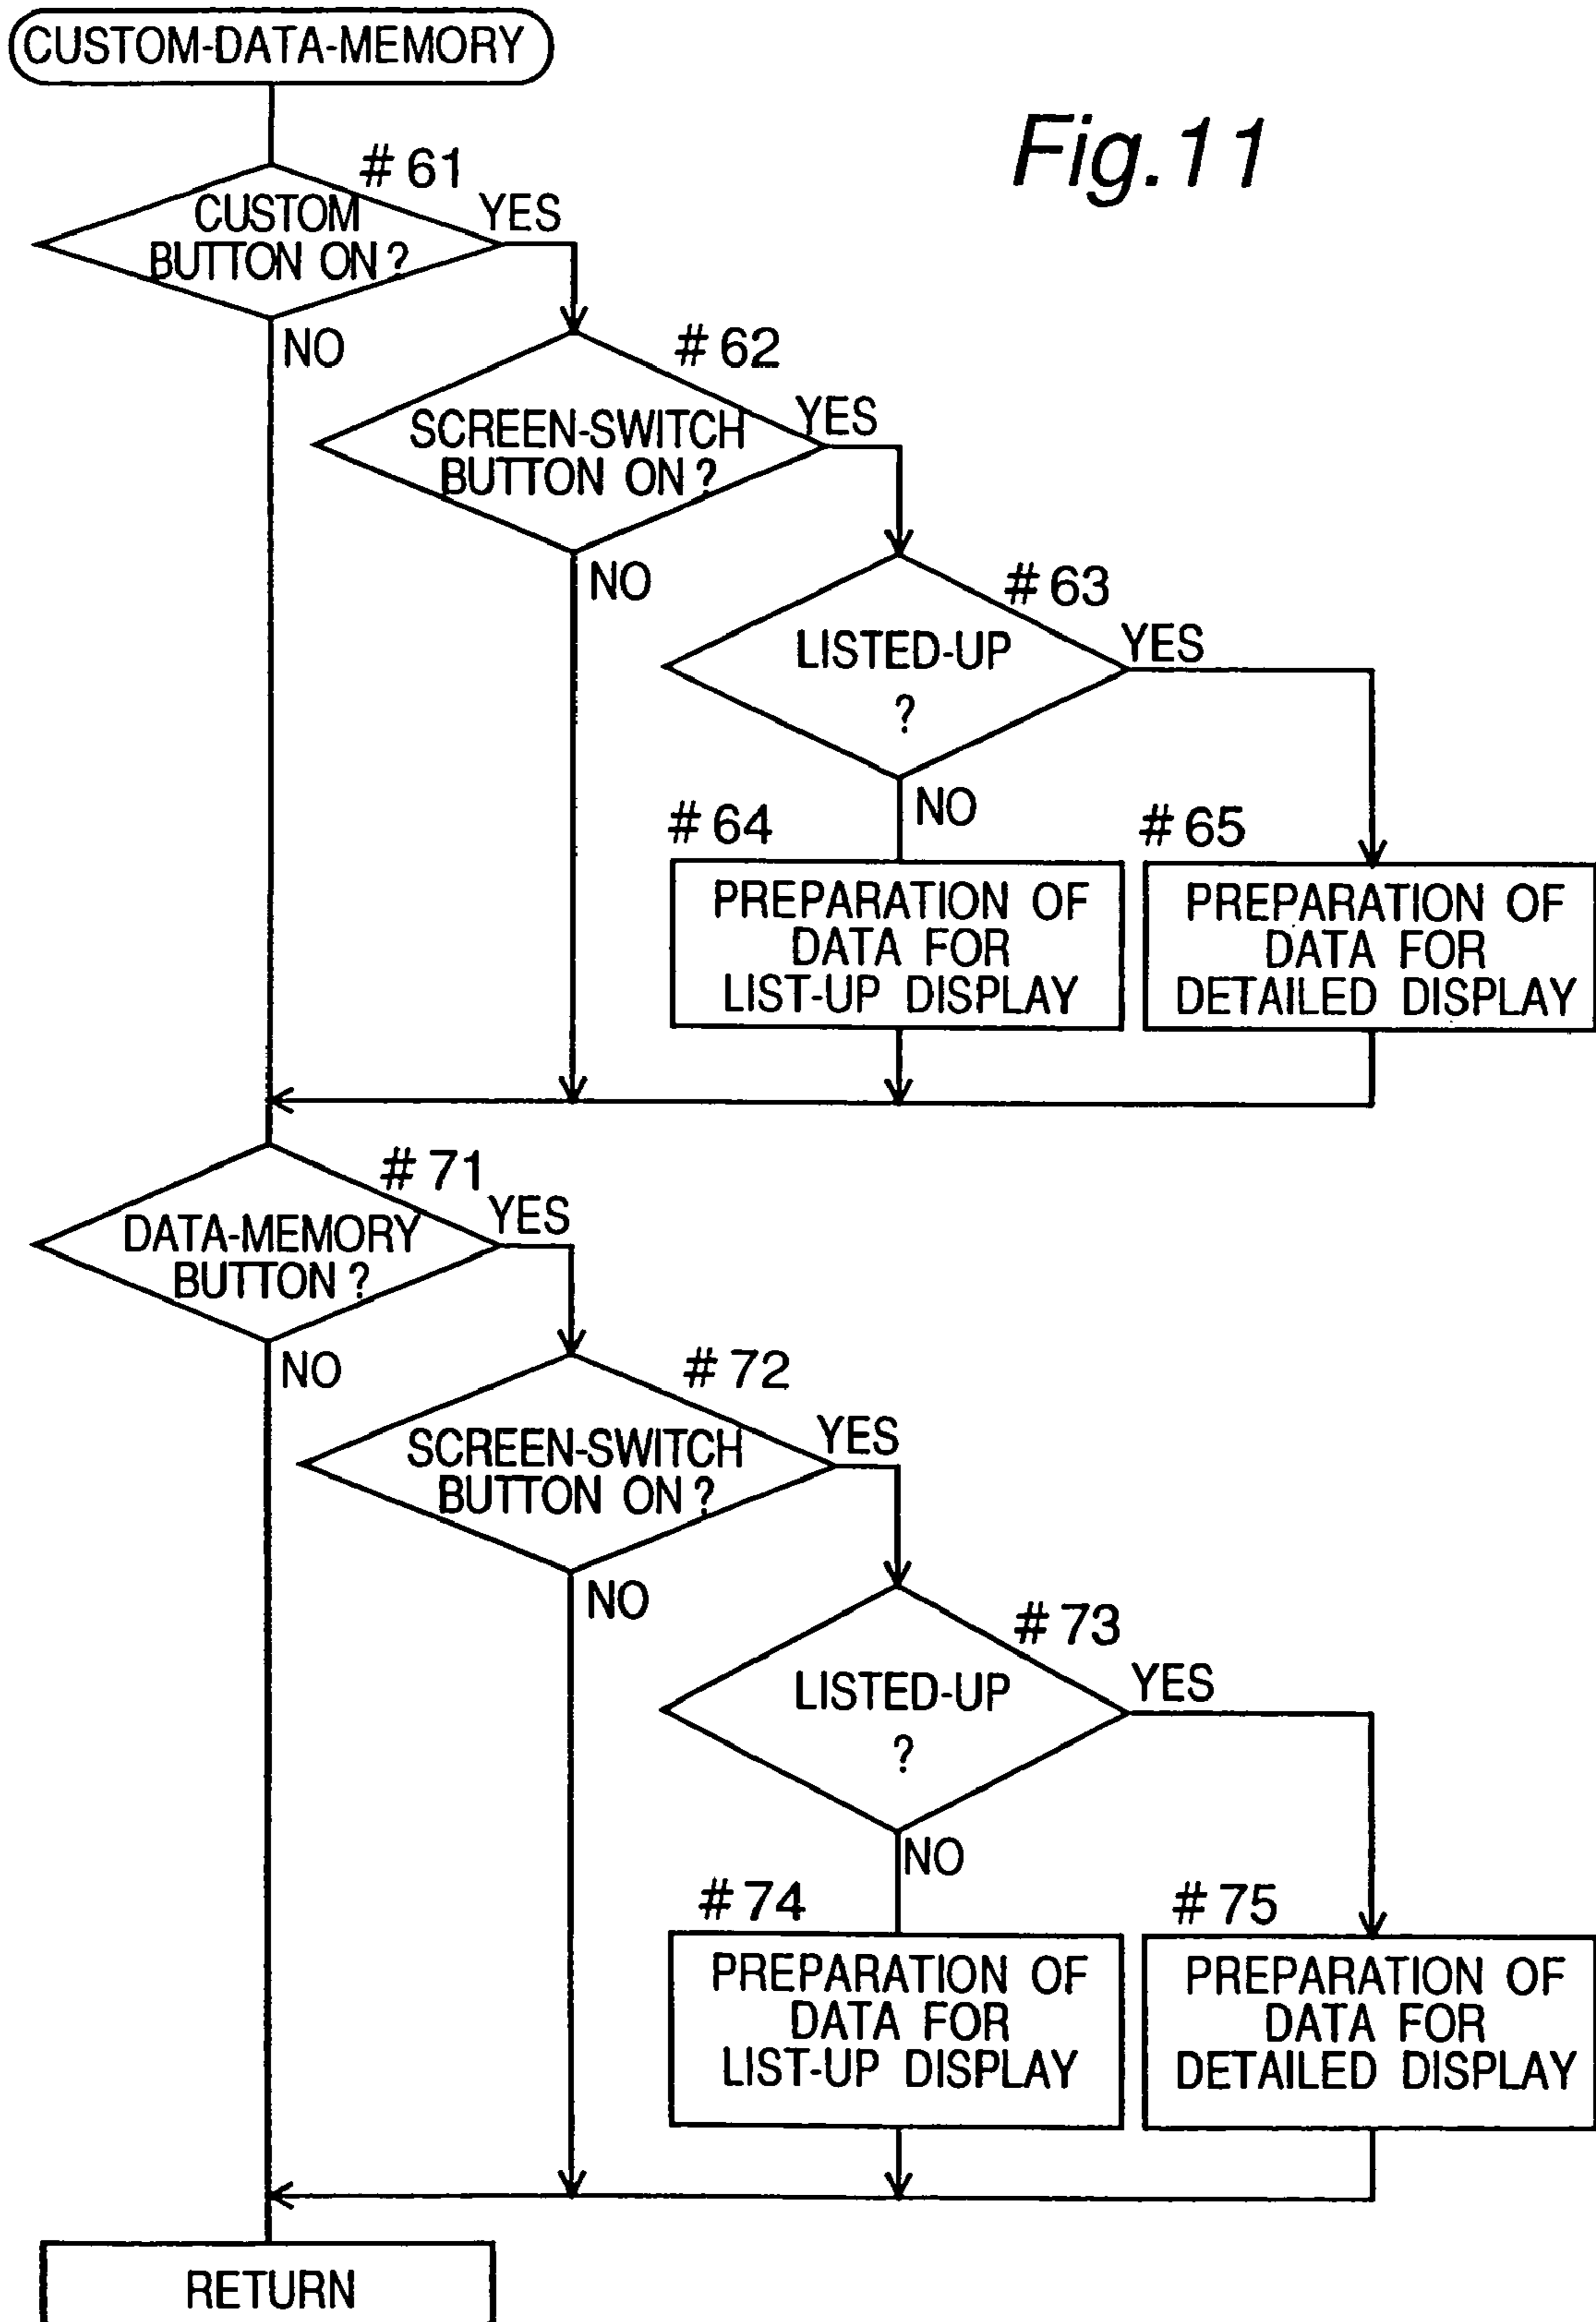 CUSTOM-DATA-MEMORY
Fig.11
# 61
CUSTOM
BUTTON ON ?
YES
NO
# 62
SCREEN-SWITCH
BUTTON ON ?
YES
NO
# 63
LISTED-UP
?
YES
NO
# 64
PREPARATION OF
DATA FOR
LIST-UP DISPLAY
# 65
PREPARATION OF
DATA FOR
DETAILED DISPLAY
# 71
DATA-MEMORY
BUTTON ?
YES
NO
# 72
SCREEN-SWITCH
BUTTON ON ?
YES
NO
# 73
LISTED-UP
?
YES
NO
# 74
PREPARATION OF
DATA FOR
LIST-UP DISPLAY
# 75
PREPARATION OF
DATA FOR
DETAILED DISPLAY
RETURN